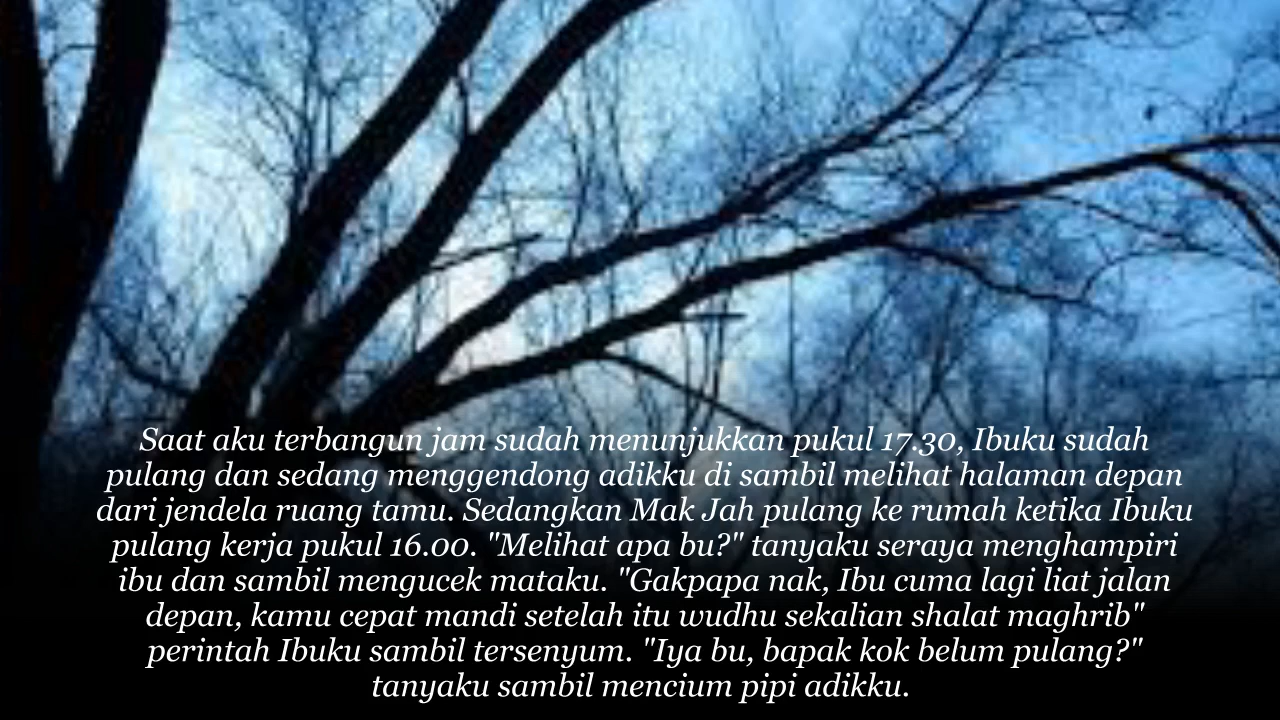 Saat aku terbangun jam sudah menunjukkan pukul 17.30, Ibuku sudah
pulang dan sedang menggendong adikku di sambil melihat halaman depan
dari jendela ruang tamu. Sedangkan Mak Jah pulang ke rumah ketika Ibuku
pulang kerja pukul 16.00. "Melihat apa bu?" tanyaku seraya menghampiri
ibu dan sambil mengucek mataku. "Gakpapa nak, Ibu cuma lagi liat jalan
depan, kamu cepat mandi setelah itu wudhu sekalian shalat maghrib"
perintah Ibuku sambil tersenyum. "Iya bu, bapak kok belum pulang?"
tanyaku sambil mencium pipi adikku.